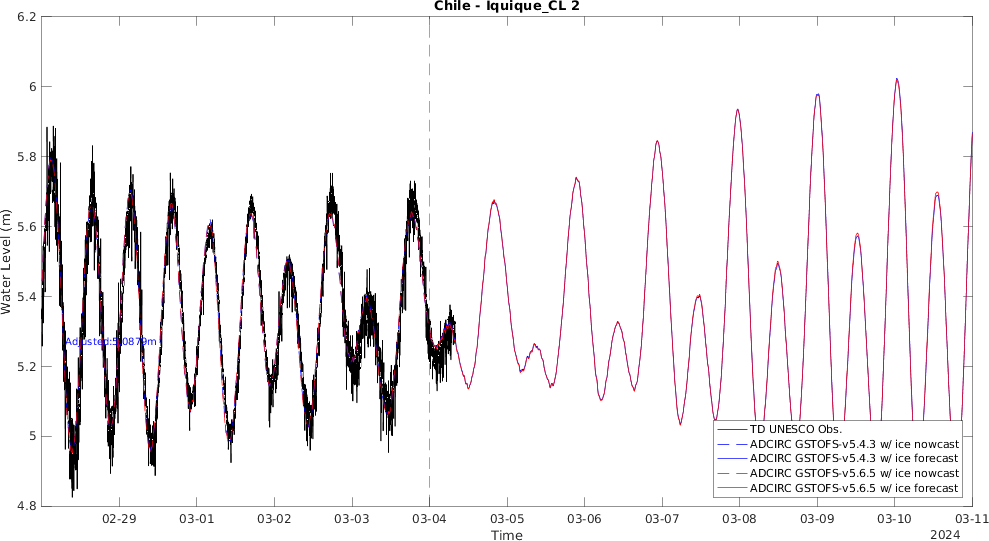 Chile - Iquique_CL 2
6.2
6
5.8
5.6
5.4
5.2
5
4.8
Water Level (m)
Adjusted:5.0879m
TD UNESCO Obs.
ADCIRC GSTOFS-v5.4.3 w/ ice nowcast
ADCIRC GSTOFS-v5.4.3 w/ ice forecast
ADCIRC GSTOFS-v5.6.5 w/ ice nowcast
ADCIRC GSTOFS-v5.6.5 w/ ice forecast
02-29 03-01 03-02 03-03 03-04 03-05 03-06 03-07 03-08 03-09 03-10 03-11
Time
2024